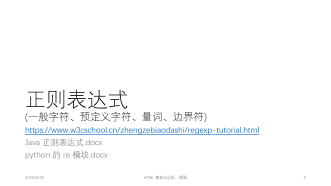 正则表达式
(一般字符、预定义字符、量词、边界符)
https://www.w3cschool.cn/zhengzebiaodashi/regexp-tutorial.html
Java 正则表达式.docx
python 的 re 模块.docx